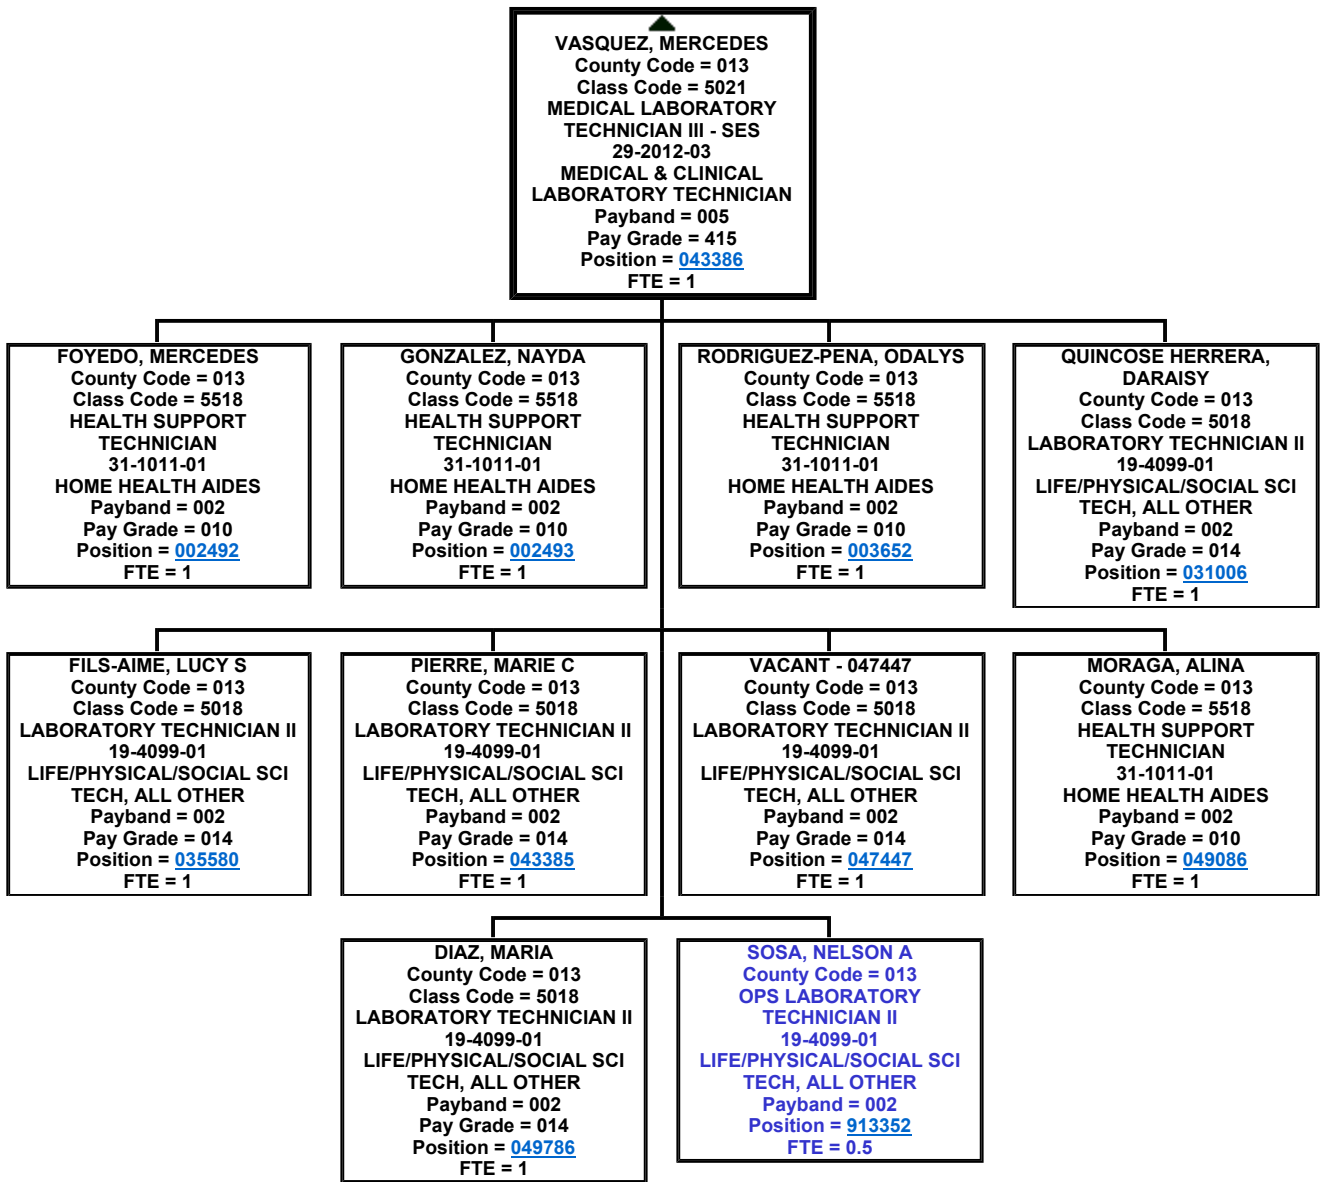 VASQUEZ, MERCEDES
County Code = 013
Class Code = 5021
MEDICAL LABORATORY
TECHNICIAN III - SES
29-2012-03
MEDICAL & CLINICAL
LABORATORY TECHNICIAN
Payband = 005
Pay Grade = 415
Position = 043386
FTE = 1
FOYEDO, MERCEDES
County Code = 013
Class Code = 5518
HEALTH SUPPORT
TECHNICIAN
31-1011-01
HOME HEALTH AIDES
Payband = 002
Pay Grade = 010
Position = 002492
FTE = 1
GONZALEZ, NAYDA
County Code = 013
Class Code = 5518
HEALTH SUPPORT
TECHNICIAN
31-1011-01
HOME HEALTH AIDES
Payband = 002
Pay Grade = 010
Position = 002493
FTE = 1
RODRIGUEZ-PENA, ODALYS
County Code = 013
Class Code = 5518
HEALTH SUPPORT
TECHNICIAN
31-1011-01
HOME HEALTH AIDES
Payband = 002
Pay Grade = 010
Position = 003652
FTE = 1
QUINCOSE HERRERA,
DARAISY
County Code = 013
Class Code = 5018
LABORATORY TECHNICIAN II
19-4099-01
LIFE/PHYSICAL/SOCIAL SCI
TECH, ALL OTHER
Payband = 002
Pay Grade = 014
Position = 031006
FTE = 1
FILS-AIME, LUCY S
County Code = 013
Class Code = 5018
LABORATORY TECHNICIAN II
19-4099-01
LIFE/PHYSICAL/SOCIAL SCI
TECH, ALL OTHER
Payband = 002
Pay Grade = 014
Position = 035580
FTE = 1
PIERRE, MARIE C
County Code = 013
Class Code = 5018
LABORATORY TECHNICIAN II
19-4099-01
LIFE/PHYSICAL/SOCIAL SCI
TECH, ALL OTHER
Payband = 002
Pay Grade = 014
Position = 043385
FTE = 1
VACANT - 047447
County Code = 013
Class Code = 5018
LABORATORY TECHNICIAN II
19-4099-01
LIFE/PHYSICAL/SOCIAL SCI
TECH, ALL OTHER
Payband = 002
Pay Grade = 014
Position = 047447
FTE = 1
MORAGA, ALINA
County Code = 013
Class Code = 5518
HEALTH SUPPORT
TECHNICIAN
31-1011-01
HOME HEALTH AIDES
Payband = 002
Pay Grade = 010
Position = 049086
FTE = 1
DIAZ, MARIA
County Code = 013
Class Code = 5018
LABORATORY TECHNICIAN II
19-4099-01
LIFE/PHYSICAL/SOCIAL SCI
TECH, ALL OTHER
Payband = 002
Pay Grade = 014
Position = 049786
FTE = 1
SOSA, NELSON A
County Code = 013
OPS LABORATORY
TECHNICIAN II
19-4099-01
LIFE/PHYSICAL/SOCIAL SCI
TECH, ALL OTHER
Payband = 002
Position = 913352
FTE = 0.5